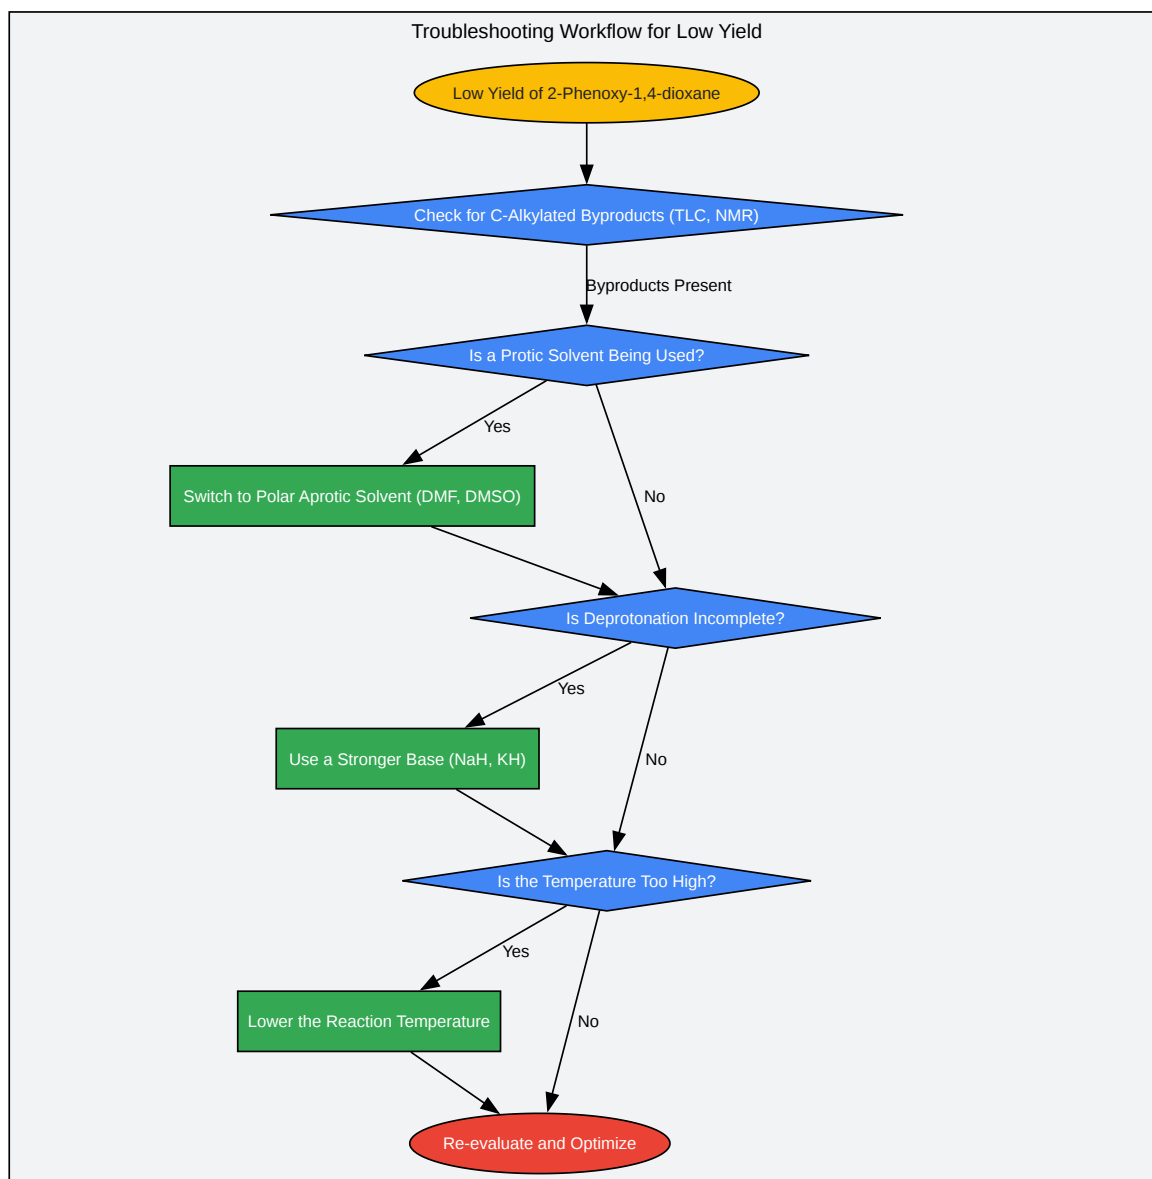 Troubleshooting Workflow for Low Yield
Low Yield of 2-Phenoxy-1,4-dioxane
Check for C-Alkylated Byproducts (TLC, NMR)
Byproducts Present
Is a Protic Solvent Being Used?
Yes
Switch to Polar Aprotic Solvent (DMF, DMSO)
No
Is Deprotonation Incomplete?
Yes
Use a Stronger Base (NaH, KH)
No
Is the Temperature Too High?
Yes
Lower the Reaction Temperature
No
Re-evaluate and Optimize